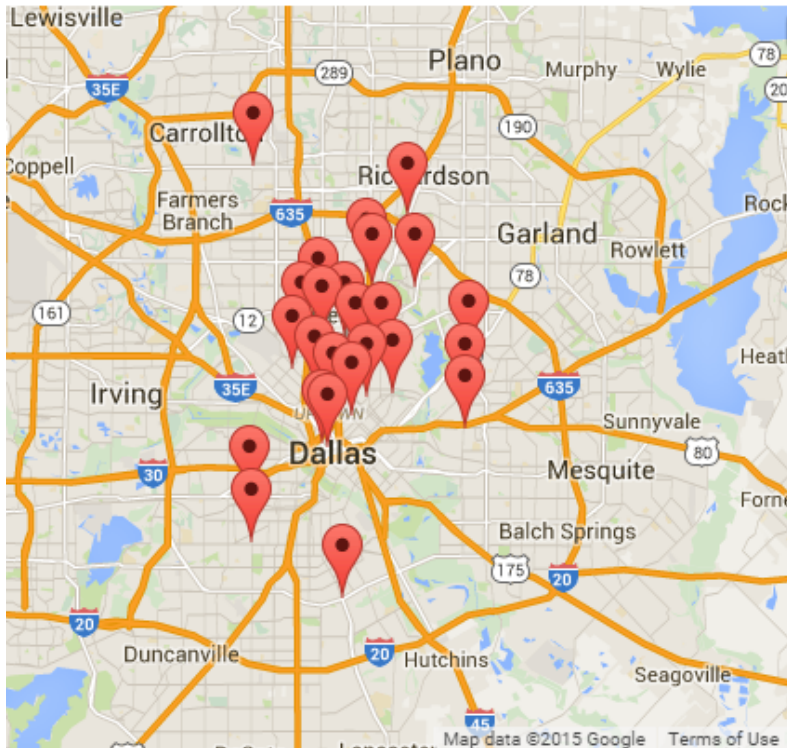 Lewisville
Plano
78
289
Murphy
Wylie
35E
20
190
Carrollton
Coppell
Richardson
Farmers
Branch
635
Rock
Garland
Rowlett
78
161
12
Heath
35E
635
Irving
Sunnyvale
UPTOWN
80
Dallas
30
Mesquite
Forne
Balch Springs
175
20
20
20
Duncanville
Hutchins
Seagoville
45
Lancaster
Map data ©2015 Google
Terms of Use